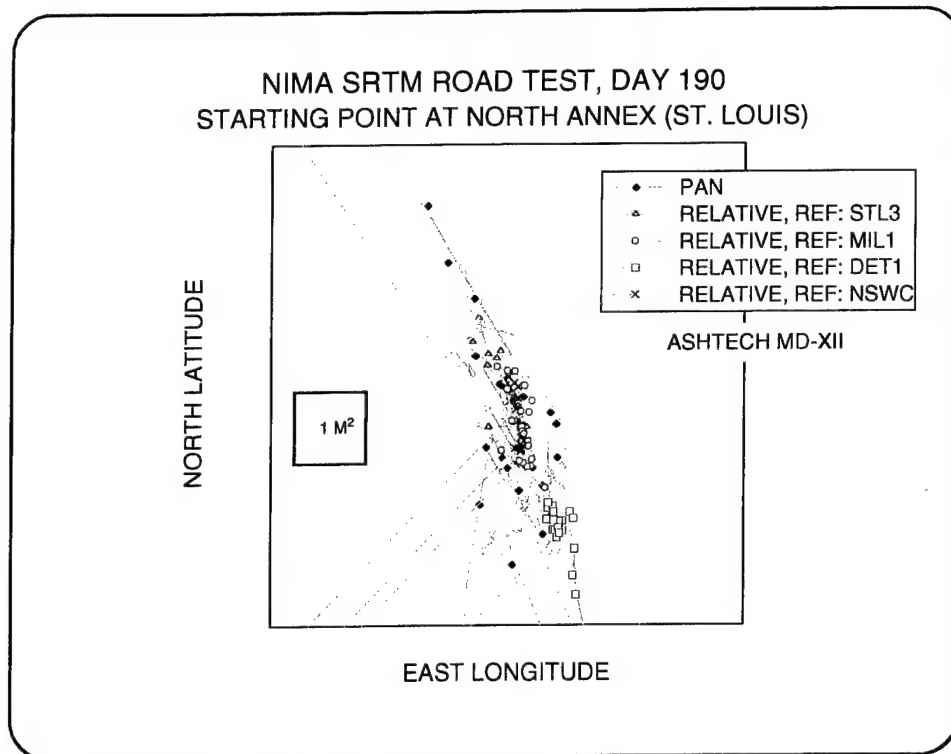 NIMA SRTM ROAD TEST, DAY 190
STARTING POINT AT NORTH ANNEX (ST. LOUIS)
PAN
RELATIVE, REF: STL3
RELATIVE, REF: MIL1
RELATIVE, REF: DET1
RELATIVE, REF: NSWC
ASHTECH MD-XII
NORTH LATITUDE
1 M²
EAST LONGITUDE